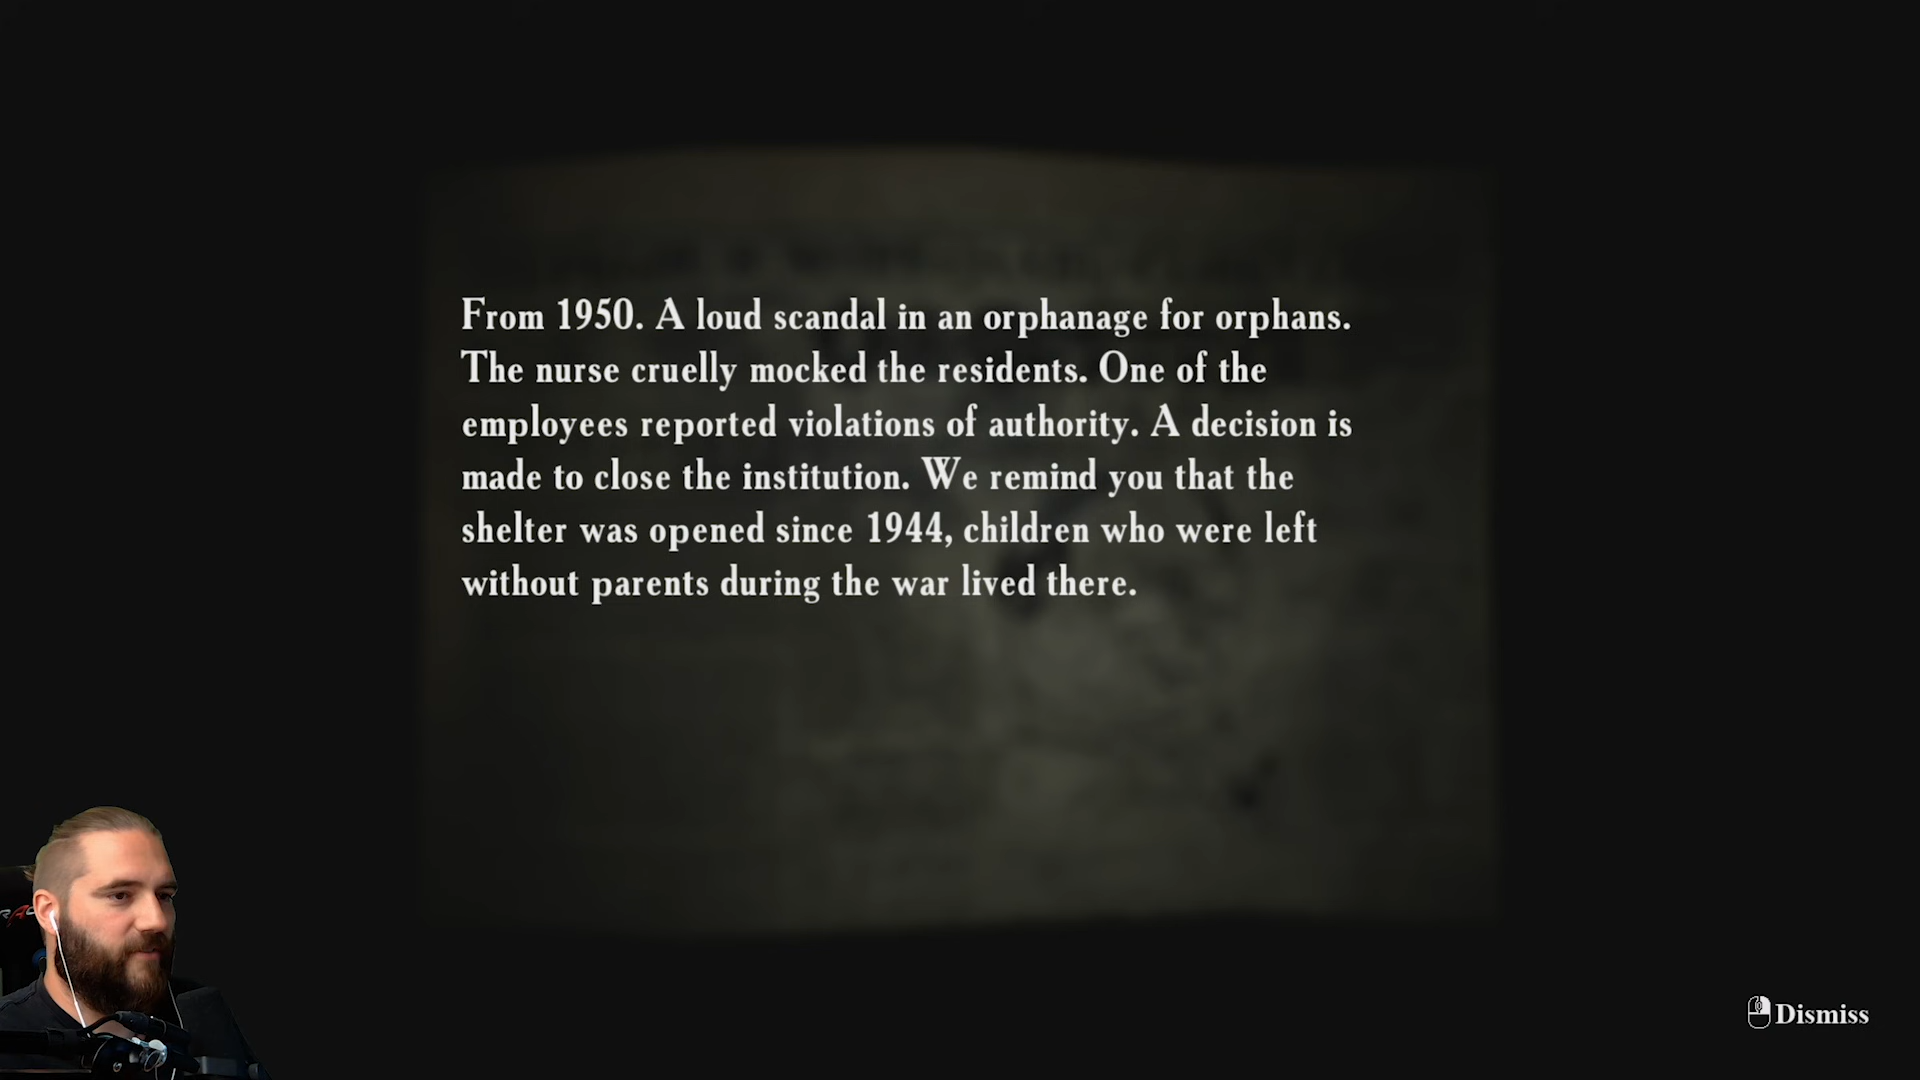 From 1950. A loud scandal in an orphanage for orphans.
The nurse cruelly mocked the residents. One of the
employees reported violations of authority. A decision is
made to close the institution. We remind you that the
shelter was opened since 1944, children who were left
without parents during the war lived there.
Dismiss